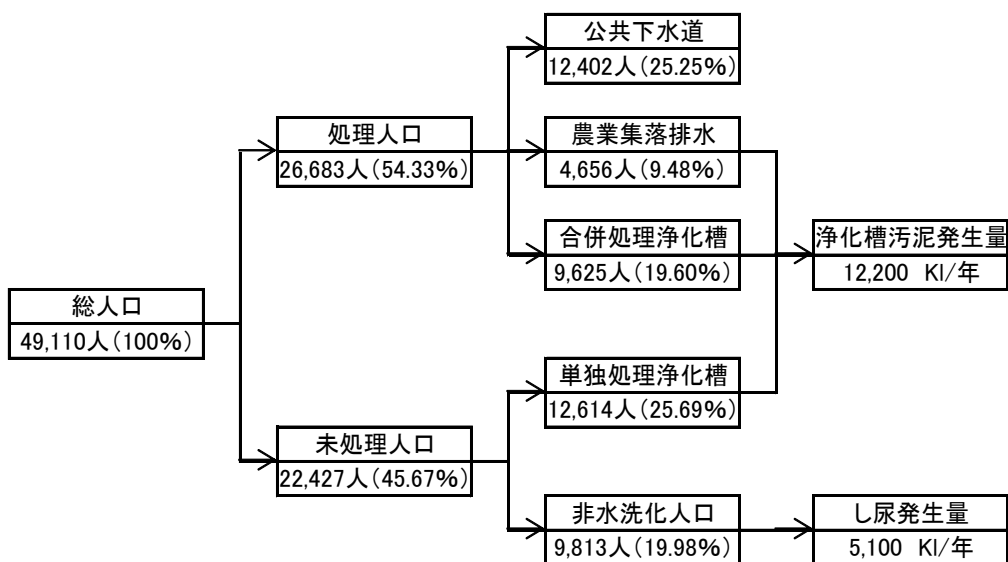 総人口
49,110人(100%)
処理人口
26,683人(54.33%)
未処理人口
22,427人(45.67%)
公共下水道
12,402人(25.25%)
農業集落排水
4,656人(9.48%)
合併処理浄化槽
9,625人(19.60%)
単独処理浄化槽
12,614人(25.69%)
非水洗化人口
9,813人(19.98%)
浄化槽汚泥発生量
12,200 Kl/年
し尿発生量
5,100 Kl/年